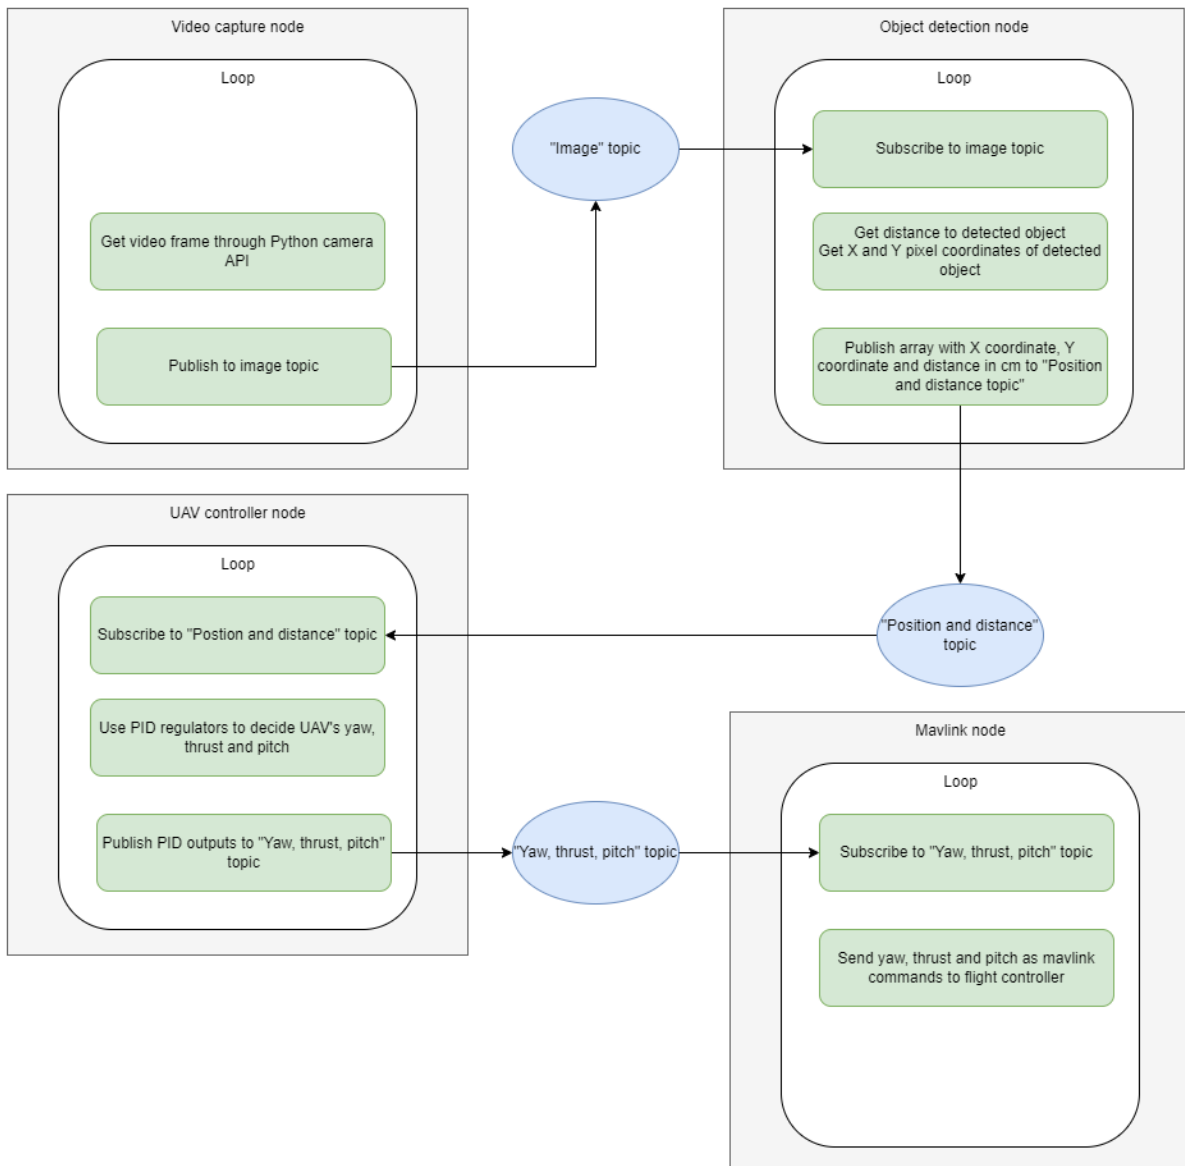 Video capture node
Loop
Get video frame through Python camera
API
Publish to image topic
"Image" topic
Object detection node
Loop
Subscribe to image topic
Get distance to detected object
Get X and Y pixel coordinates of detected
object
Publish array with X coordinate, Y
coordinate and distance in cm to "Position
and distance topic"
"Position and distance"
topic
UAV controller node
Loop
Subscribe to "Postion and distance" topic
Use PID regulators to decide UAV's yaw,
thrust and pitch
Publish PID outputs to "Yaw, thrust, pitch"
topic
"Yaw, thrust, pitch" topic
Mavlink node
Loop
Subscribe to "Yaw, thrust, pitch" topic
Send yaw, thrust and pitch as mavlink
commands to flight controller